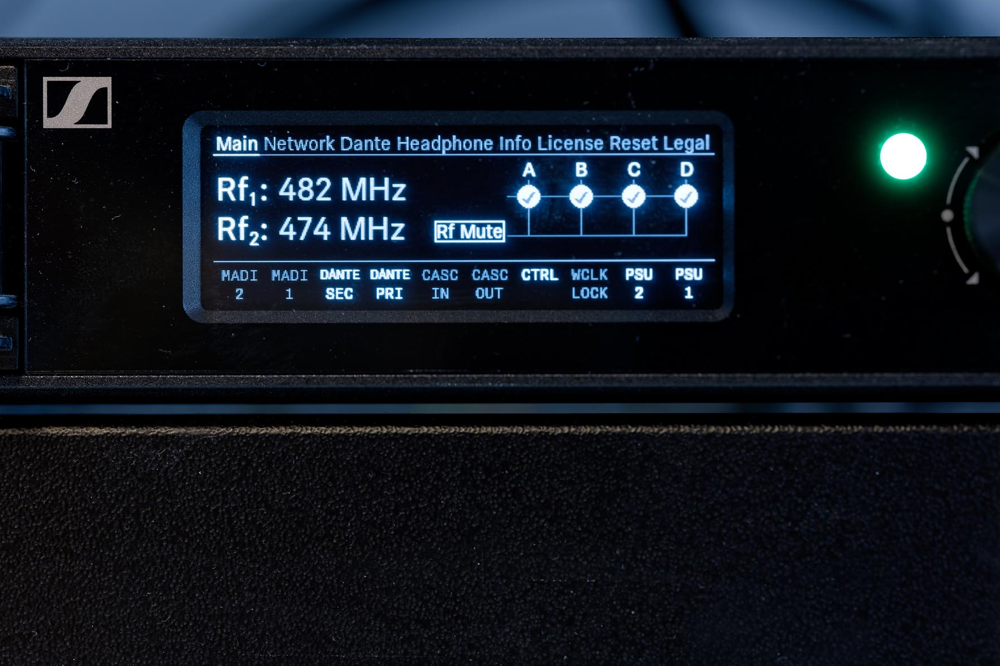 Main Network Dante Headphone Info License Reset Legal
A B C D
Rf1: 482 MHz
Rf2: 474 MHz
Rf Mute
MADI 2
MADI 1
DANTE SEC
DANTE PRI
CASC IN
CASC OUT
CTRL
WCLK LOCK
PSU 2
PSU 1